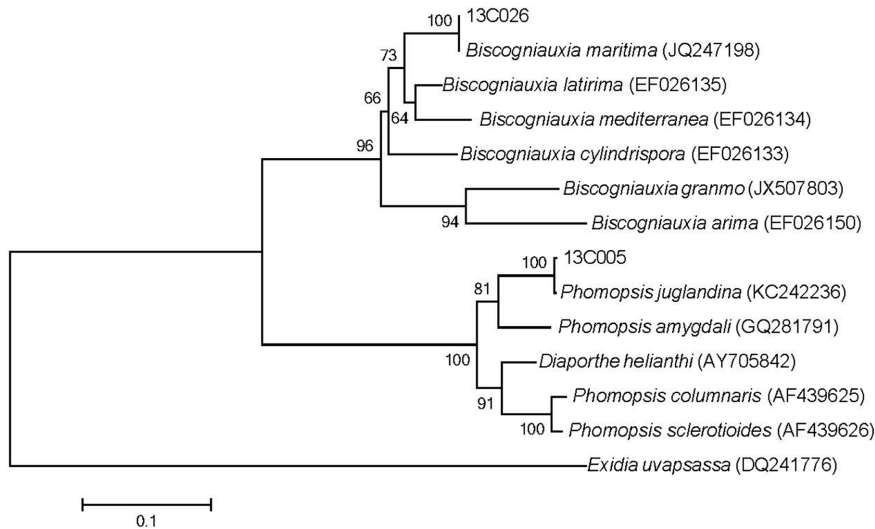 13C026
100
Biscogniauxia maritima (JQ247198)
73
Biscogniauxia latirima (EF026135)
66
64
Biscogniauxia mediterranea (EF026134)
96
Biscogniauxia cylindrispora (EF026133)
Biscogniauxia granmo (JX507803)
94
Biscogniauxia arima (EF026150)
13C005
100
81
Phomopsis juglandina (KC242236)
Phomopsis amygdali (GQ281791)
100
Diaporthe helianthi (AY705842)
91
Phomopsis columnaris (AF439625)
100
Phomopsis sclerotioides (AF439626)
Exidia uvapsassa (DQ241776)
0.1